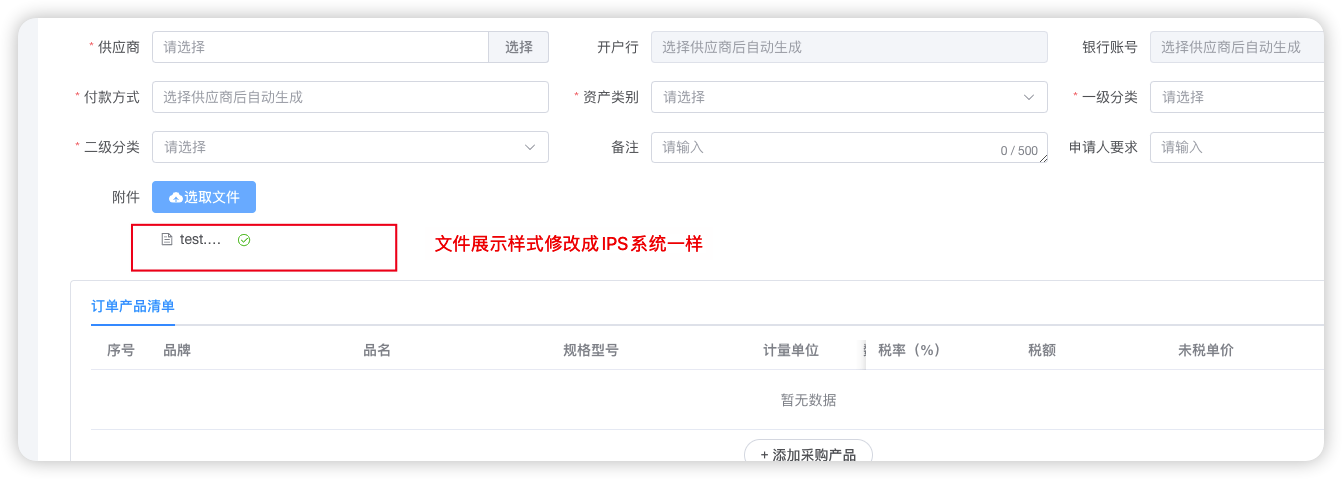 * 供应商 请选择 选择 开户行 选择供应商后自动生成 银行账号 选择供应商后自动生成
* 付款方式 选择供应商后自动生成 * 资产类别 请选择 * 一级分类 请选择
* 二级分类 请选择 备注 请输入 0 / 500 申请人要求 请输入
附件 选取文件
test.... 文件展示样式修改成IPS系统一样
订单产品清单
序号 品牌 品名 规格型号 计量单位 税率（%） 税额 未税单价
暂无数据
+ 添加采购产品